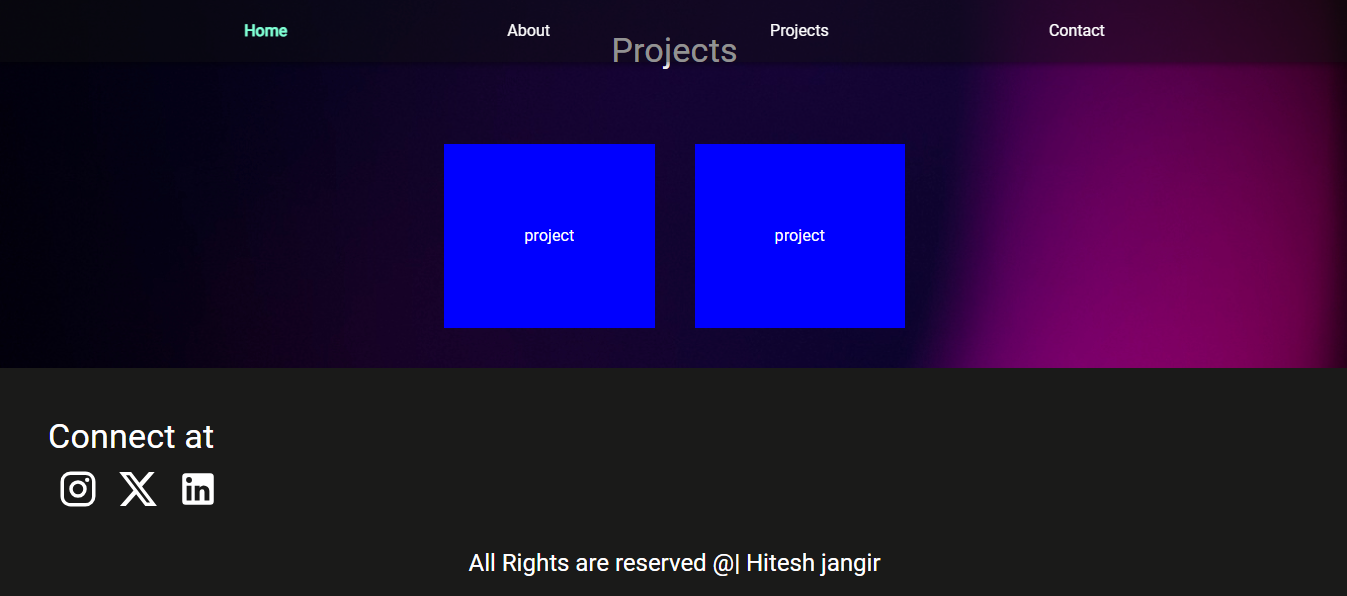 Home About Projects Contact
Projects
project project
Connect at
All Rights are reserved @| Hitesh jangir